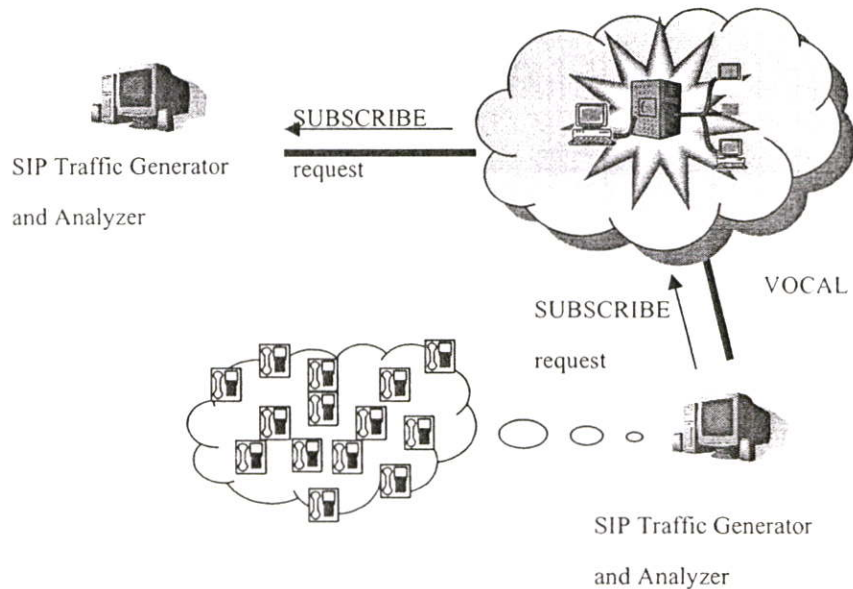 SUBSCRIBE
request
SIP Traffic Generator
and Analyzer
VOCAL
SUBSCRIBE
request
SIP Traffic Generator
and Analyzer